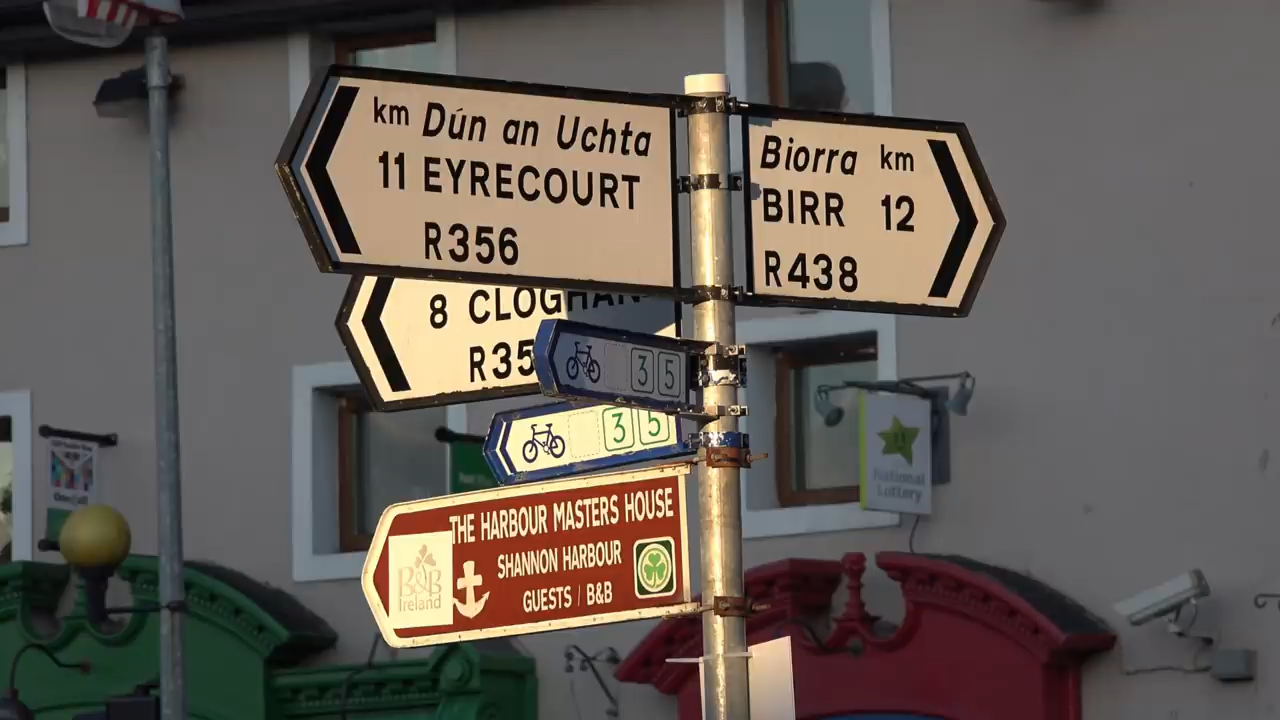 km Dún an Uchta
11 EYRECOURT
R356
Biorra km
BIRR 12
R438
8 CLOGHAN
R35
3 5
3 5
THE HARBOUR MASTERS HOUSE
SHANNON HARBOUR
GUESTS / B&B
B&B
Ireland
National
Lottery